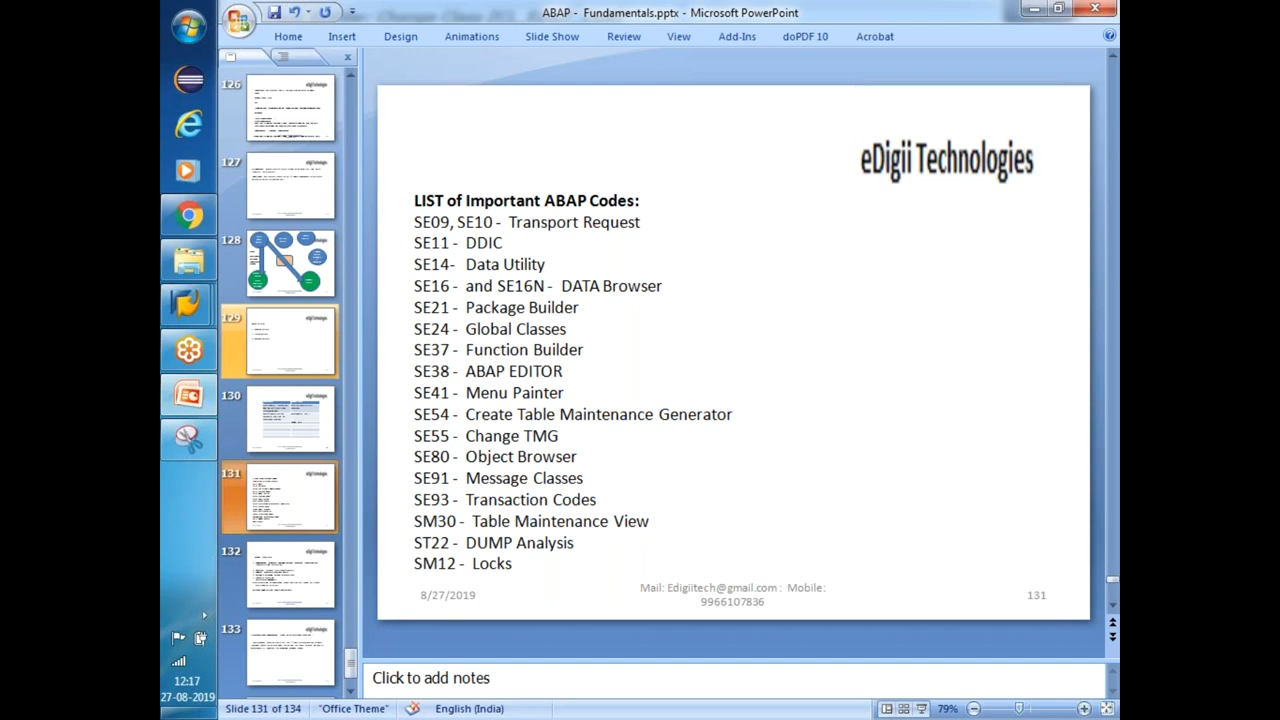 ABAP - Fundamentals.pptx - Microsoft PowerPoint
Home Insert Design Animations Slide Show Review View Add-Ins doPDF 10 Acrobat
126
127
128
129
130
131
132
133
eDigii Technologies
LIST of Important ABAP Codes:
SE09, SE10 - Transport Request
SE11 - DDIC
SE14- Data Utility
SE16 - and SE16N - DATA Browser
SE21 - Package Builder
SE24 - Global Classes
SE37 - Function Builder
SE38 - ABAP EDITOR
SE41 - Menu Painter
Create Table Maintenance Genarator
SE55 - Change TMG
SE80 - Object Browser
SE91 - Message Classes
SE93 - Transaction Codes
SM30 - Table Maintenance View
ST22 - DUMP Analysis
SM12 - Locks
8/27/2019
Mail: Edigiitech@gmail.com : Mobile:
9966107836
131
Click to add notes
12:17
27-08-2019
Slide 131 of 134 "Office Theme" English (India) 79%